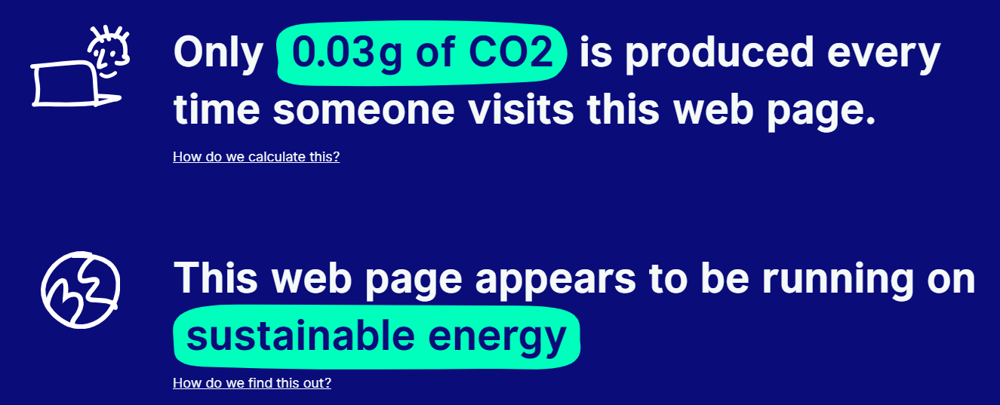 Only 0.03g of CO2 is produced every
time someone visits this web page.
How do we calculate this?
This web page appears to be running on
sustainable energy
How do we find this out?